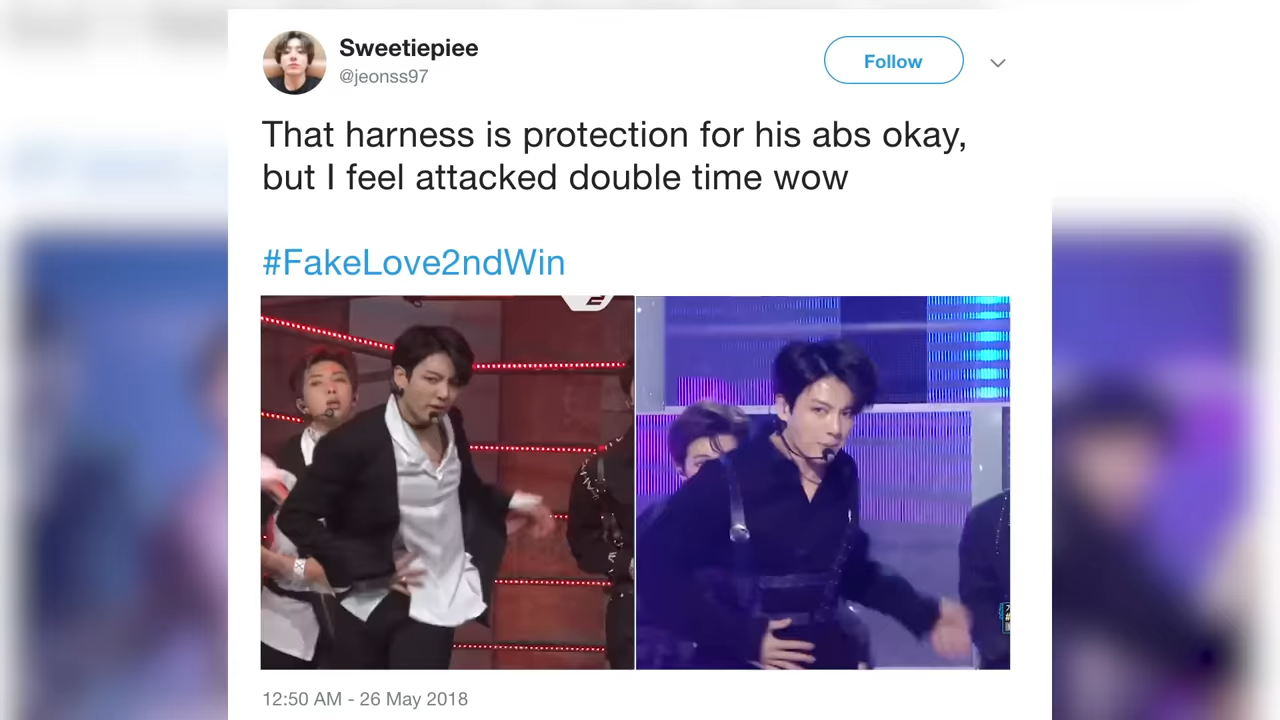 Sweetiepiee
@jeonss97
Follow
That harness is protection for his abs okay,
but I feel attacked double time wow
#FakeLove2ndWin
2
12:50 AM - 26 May 2018